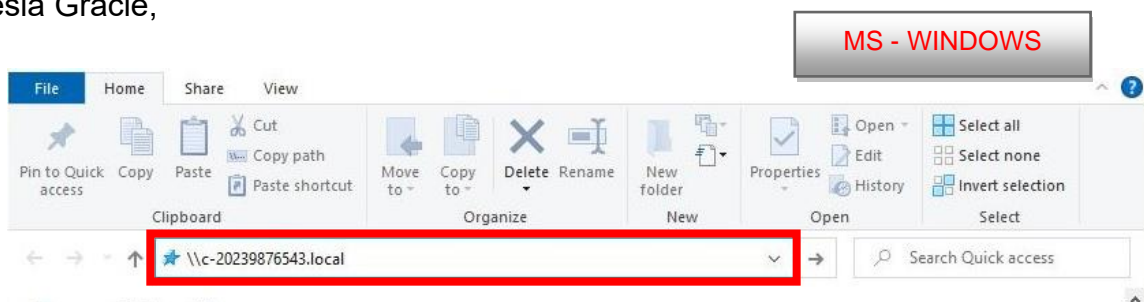 esia Gracie,
MS - WINDOWS
File Home Share View
Pin to Quick access
Copy
Paste
Cut
Copy path
Paste shortcut
Clipboard
Move to
Copy to
Delete
Rename
Organize
New folder
New
Properties
Open
Edit
History
Open
Select all
Select none
Invert selection
Select
\\c-20239876543.local
Search Quick access